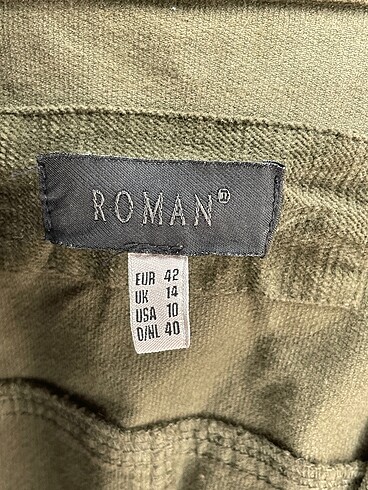 ROMAN
EUR 42
UK 14
USA 10
D/NL 40